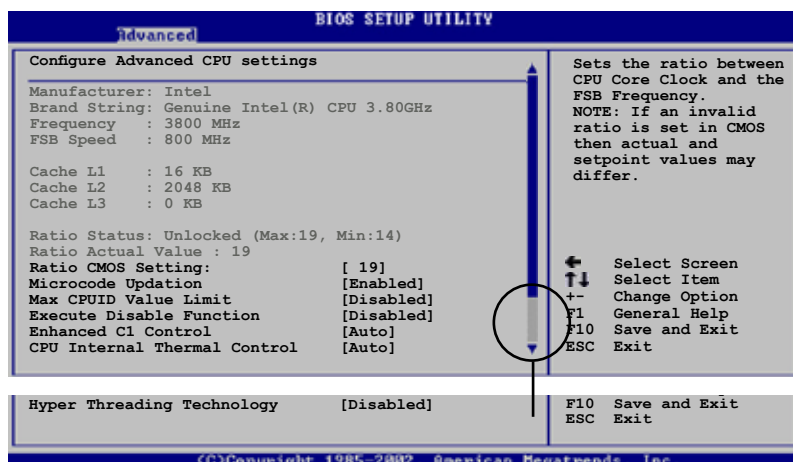 BIOS SETUP UTILITY
Advanced
Configure Advanced CPU settings
Manufacturer: Intel
Brand String: Genuine Intel(R) CPU 3.80GHz
Frequency : 3800 MHz
FSB Speed : 800 MHz
Cache L1 : 16 KB
Cache L2 : 2048 KB
Cache L3 : 0 KB
Ratio Status: Unlocked (Max:19, Min:14)
Ratio Actual Value : 19
Ratio CMOS Setting: [ 19]
Microcode Updation [Enabled]
Max CPUID Value Limit [Disabled]
Execute Disable Function [Disabled]
Enhanced C1 Control [Auto]
CPU Internal Thermal Control [Auto]
Hyper Threading Technology [Disabled]
Sets the ratio between
CPU Core Clock and the
FSB Frequency.
NOTE: If an invalid
ratio is set in CMOS
then actual and
setpoint values may
differ.
← Select Screen
↑↓ Select Item
+- Change Option
F1 General Help
F10 Save and Exit
ESC Exit
F10 Save and Exit
ESC Exit
(C)Copyright 1985-2002, American Megatrends, Inc